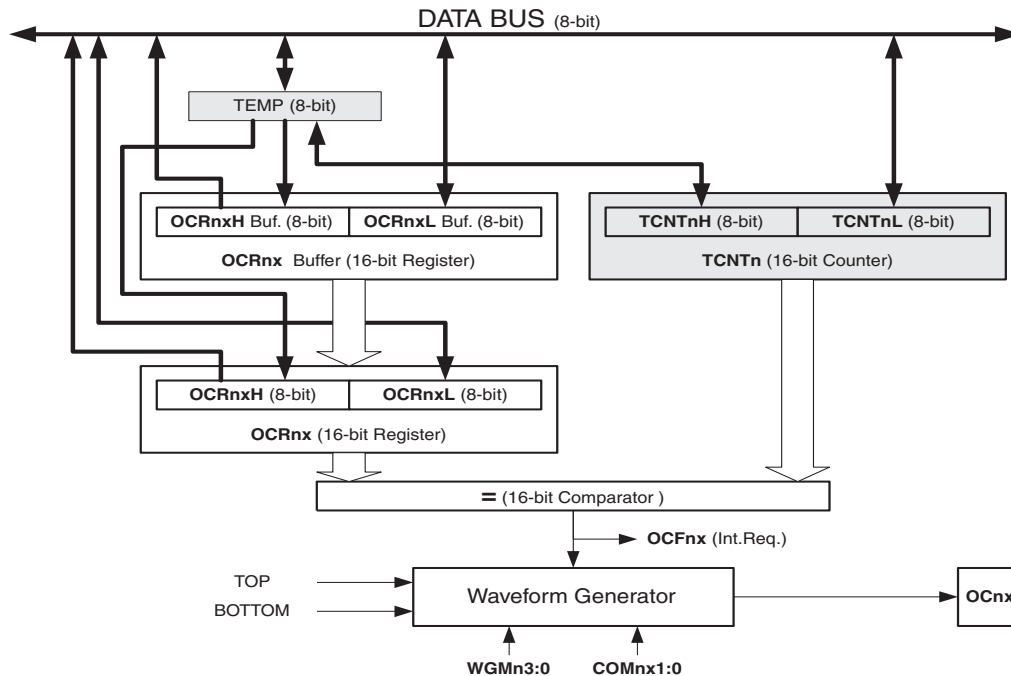 DATA BUS (8-bit)
TEMP (8-bit)
OCRnxH Buf. (8-bit) OCRnxL Buf. (8-bit)
TCNTnH (8-bit) TCNTnL (8-bit)
OCRnx Buffer (16-bit Register)
TCNTn (16-bit Counter)
OCRnxH (8-bit) OCRnxL (8-bit)
OCRnx (16-bit Register)
= (16-bit Comparator )
OCFnx (Int.Req.)
TOP
BOTTOM
Waveform Generator
OCnx
WGMn3:0
COMnx1:0